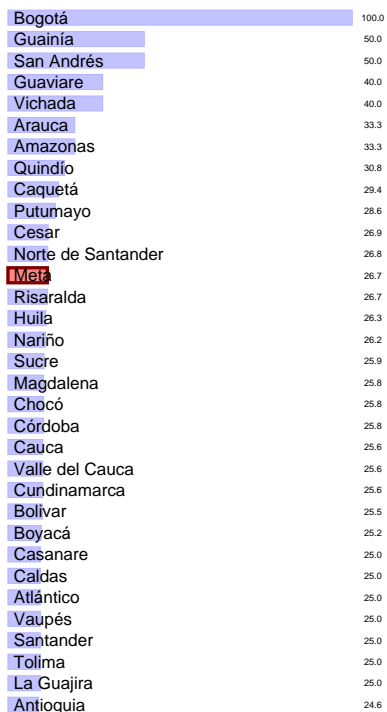 Bogotá 100.0
Guainía 50.0
San Andrés 50.0
Guaviare 40.0
Vichada 40.0
Arauca 33.3
Amazonas 33.3
Quindío 30.8
Caquetá 29.4
Putumayo 28.6
Cesar 26.9
Norte de Santander 26.8
Meta 26.7
Risaralda 26.7
Huila 26.3
Nariño 26.2
Sucre 25.9
Magdalena 25.8
Chocó 25.8
Córdoba 25.8
Cauca 25.6
Valle del Cauca 25.6
Cundinamarca 25.6
Bolivar 25.5
Boyacá 25.2
Casanare 25.0
Caldas 25.0
Atlántico 25.0
Vaupés 25.0
Santander 25.0
Tolima 25.0
La Guajira 25.0
Antioquia 24.6